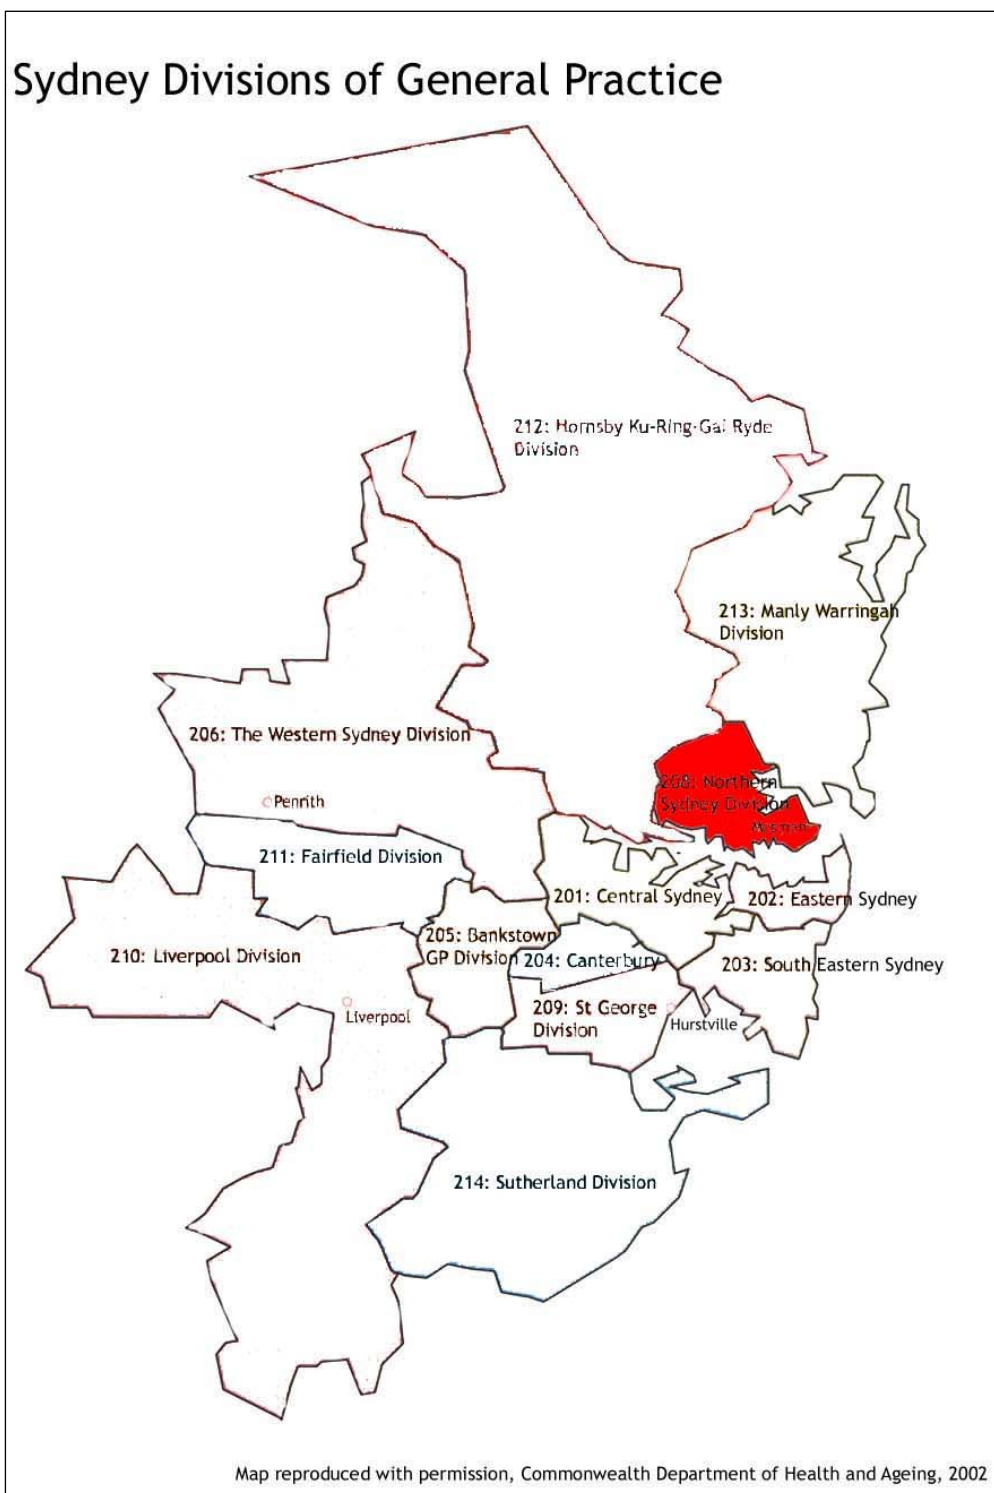 Sydney Divisions of General Practice
212: Hornsby Ku-Ring-Gai Ryde
Division
213: Manly Warringah
Division
206: The Western Sydney Division
208: Northern
Sydney Division
Mosman
Penrith
211: Fairfield Division
201: Central Sydney
202: Eastern Sydney
205: Bankstown
GP Division
204: Canterbury
210: Liverpool Division
203: South Eastern Sydney
Liverpool
209: St George
Division
Hurstville
214: Sutherland Division
Map reproduced with permission, Commonwealth Department of Health and Ageing, 2002